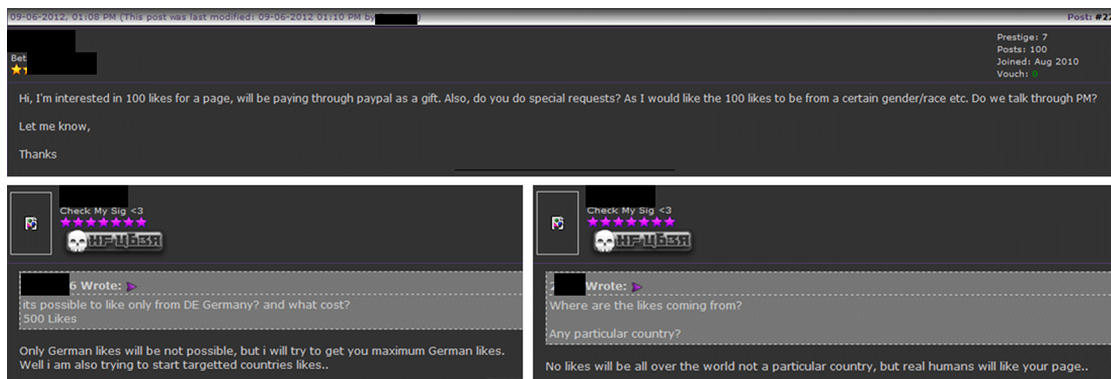 09-06-2012, 01:08 PM (This post was last modified: 09-06-2012 01:10 PM by )
Post: #22
Bet
Prestige: 7
Posts: 100
Joined: Aug 2010
Vouch: 0
Hi, I'm interested in 100 likes for a page, will be paying through paypal as a gift. Also, do you do special requests? As I would like the 100 likes to be from a certain gender/race etc. Do we talk through PM?
Let me know,
Thanks
Check My Sig <3
6 Wrote:
its possible to like only from DE Germany? and what cost?
500 Likes
Only German likes will be not possible, but i will try to get you maximum German likes.
Well i am also trying to start targetted countries likes..
Check My Sig <3
2 Wrote:
Where are the likes coming from?
Any particular country?
No likes will be all over the world not a particular country, but real humans will like your page..